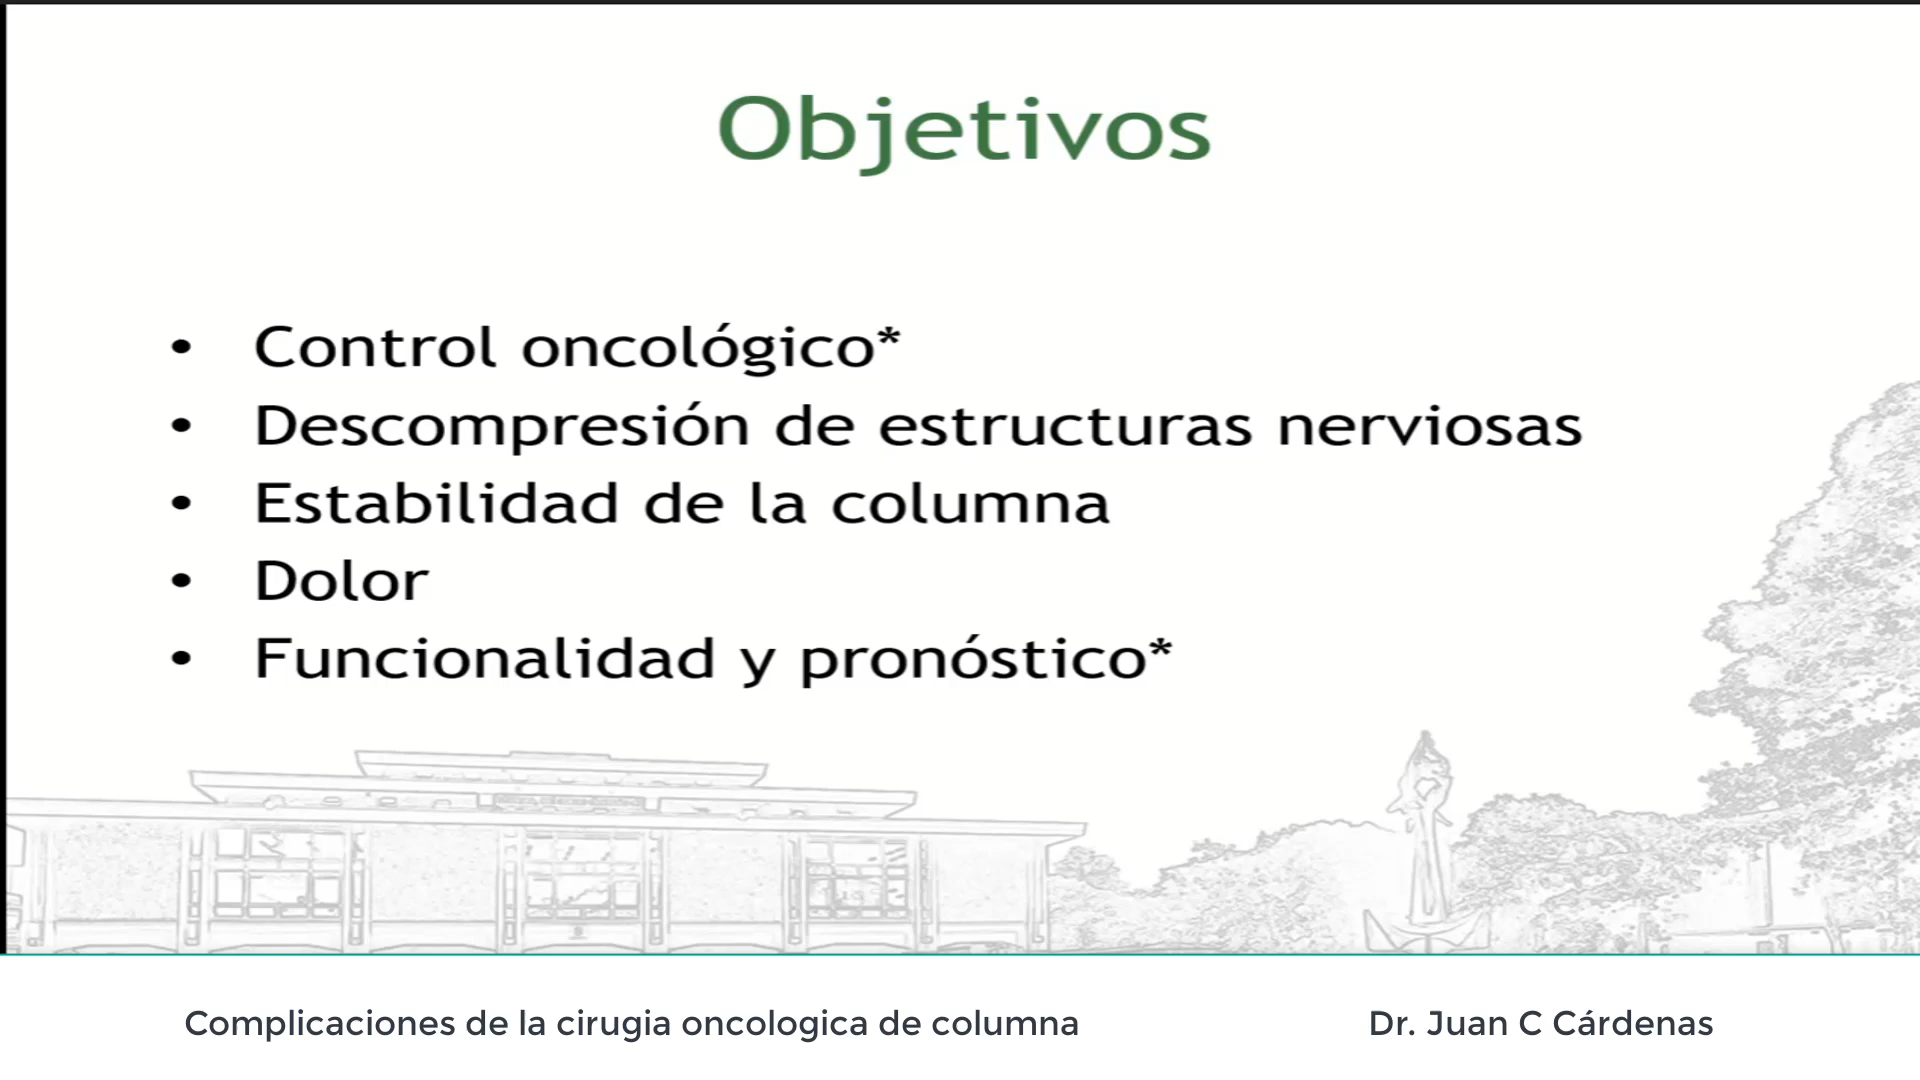 Objetivos
• Control oncológico*
• Descompresión de estructuras nerviosas
• Estabilidad de la columna
• Dolor
• Funcionalidad y pronóstico*
Complicaciones de la cirugia oncologica de columna
Dr. Juan C Cárdenas